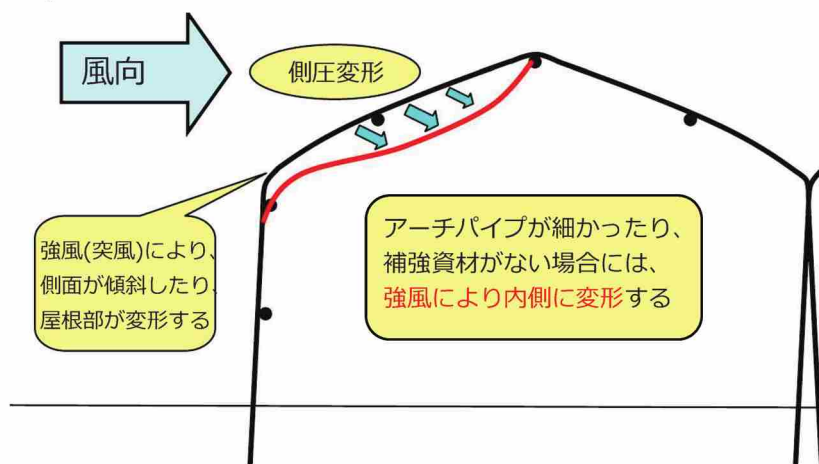 風向
側圧変形
強風(突風)により、
側面が傾斜したり、
屋根部が変形する
アーチパイプが細かったり、
補強資材がない場合には、
強風により内側に変形する